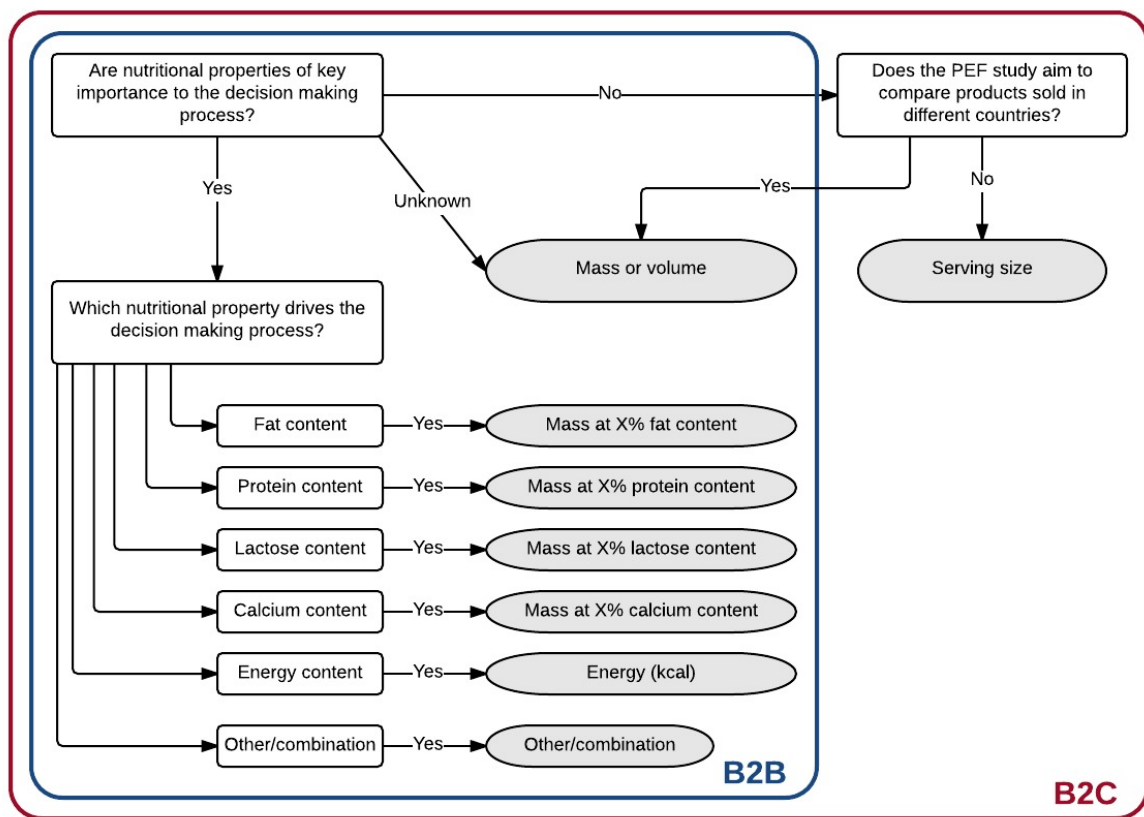 Are nutritional properties of key
importance to the decision making
process?
No
Does the PEF study aim to
compare products sold in
different countries?
Yes
Unknown
Yes
No
Mass or volume
Serving size
Which nutritional property drives the
decision making process?
Fat content
Yes
Mass at X% fat content
Protein content
Yes
Mass at X% protein content
Lactose content
Yes
Mass at X% lactose content
Calcium content
Yes
Mass at X% calcium content
Energy content
Yes
Energy (kcal)
Other/combination
Yes
Other/combination
B2B
B2C